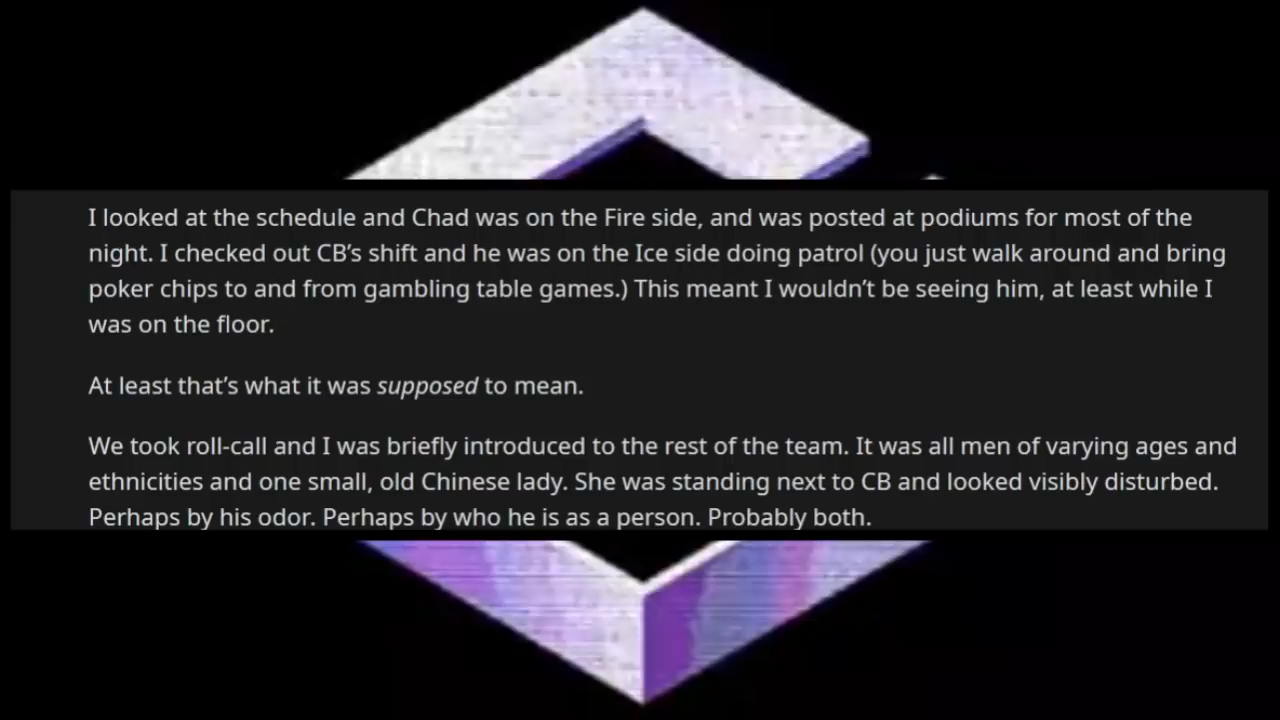 I looked at the schedule and Chad was on the Fire side, and was posted at podiums for most of the
night. I checked out CB’s shift and he was on the Ice side doing patrol (you just walk around and bring
poker chips to and from gambling table games.) This meant I wouldn’t be seeing him, at least while I
was on the floor.
At least that’s what it was supposed to mean.
We took roll-call and I was briefly introduced to the rest of the team. It was all men of varying ages and
ethnicities and one small, old Chinese lady. She was standing next to CB and looked visibly disturbed.
Perhaps by his odor. Perhaps by who he is as a person. Probably both.